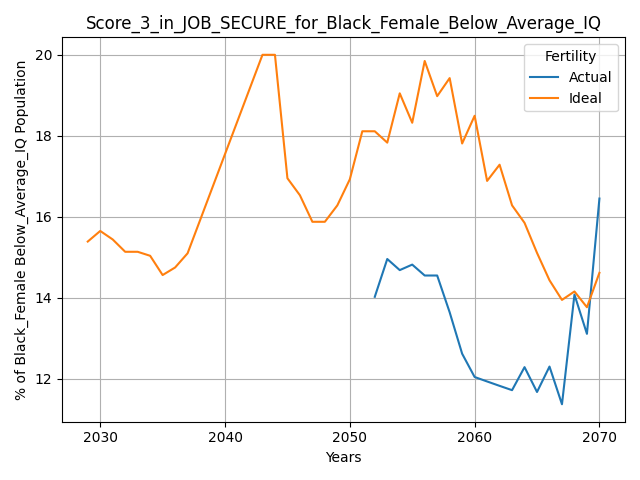 Score_3_in_JOB_SECURE_for_Black_Female_Below_Average_IQ
% of Black_Female Below_Average_IQ Population
20
18
16
14
12
Fertility
Actual
Ideal
2030
2040
2050
2060
2070
Years